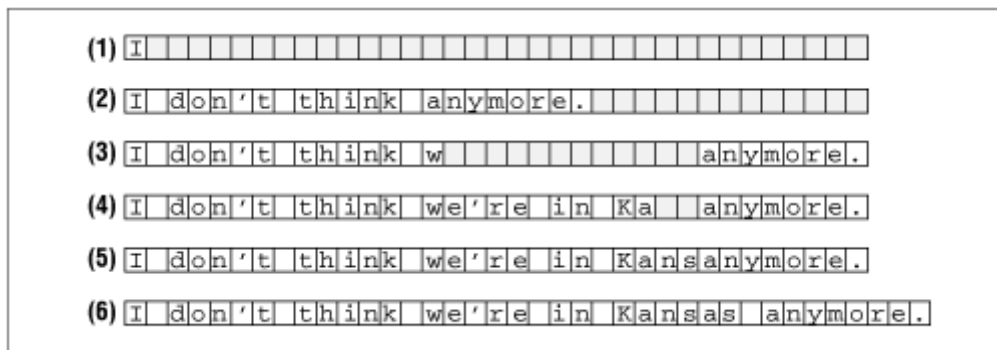 (1) I
(2) I don't think anymore.
(3) I don't think w anymore.
(4) I don't think we're in Ka anymore.
(5) I don't think we're in Kansanymore.
(6) I don't think we're in Kansas anymore.